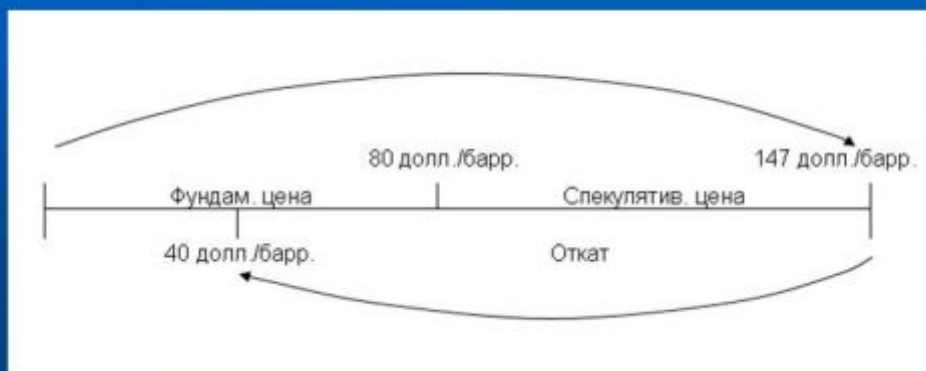 80 долл./барр.
147 долл./барр.
Фундам. цена
Спекулятив. цена
40 долл./барр.
Откат